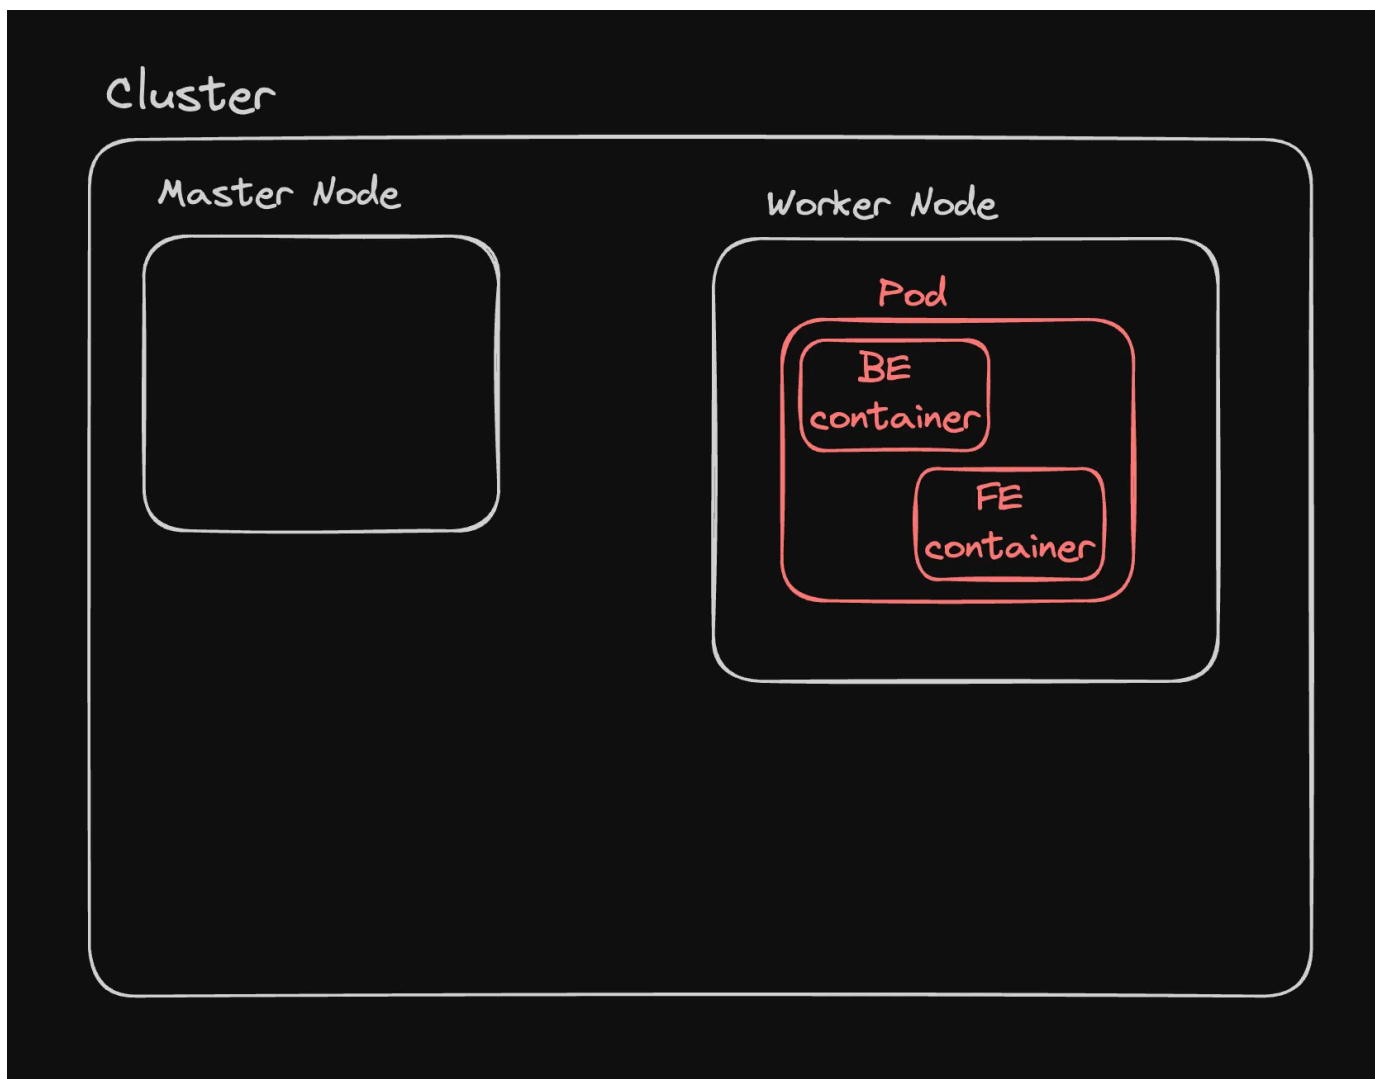 Cluster
Master Node
Worker Node
Pod
BE
container
FE
container